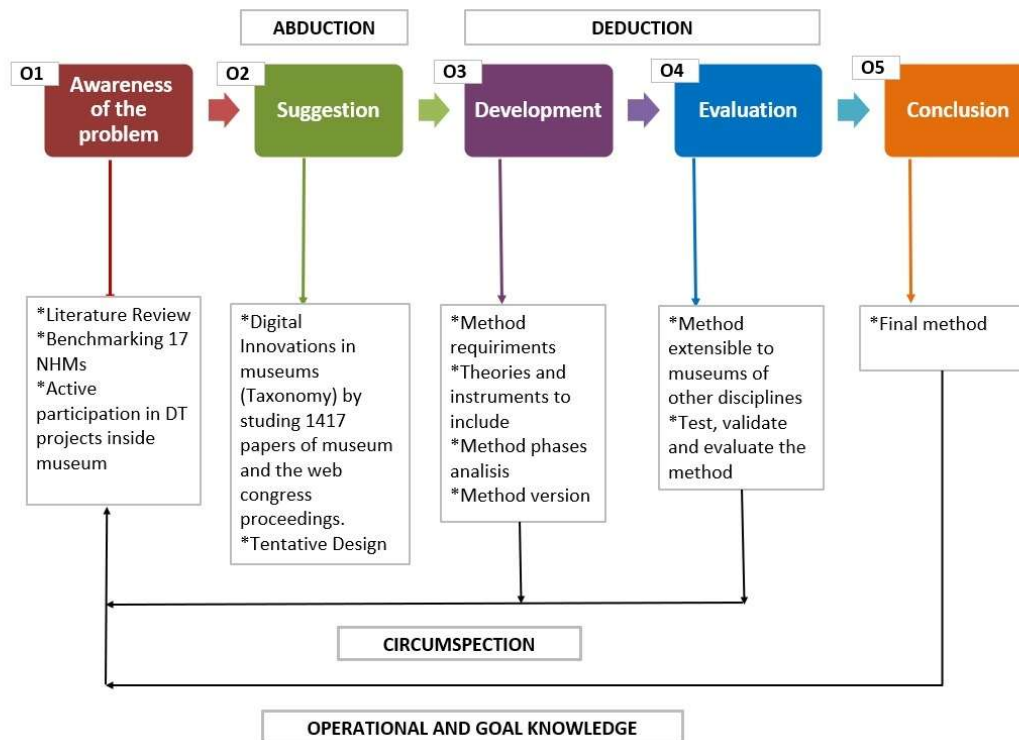 ABDUCTION
DEDUCTION
O1
Awareness
of the
problem
O2
Suggestion
O3
Development
O4
Evaluation
O5
Conclusion
*Literature Review
*Benchmarking 17
NHMs
*Active
participation in DT
projects inside
museum
*Digital
Innovations in
museums
(Taxonomy) by
studing 1417
papers of museum
and the web
congress
proceedings.
*Tentative Design
*Method
requiriments
*Theories and
instruments to
include
*Method phases
analisis
*Method version
*Method
extensible to
museums of
other disciplines
*Test, validate
and evaluate the
method
*Final method
CIRCUMSPECTION
OPERATIONAL AND GOAL KNOWLEDGE